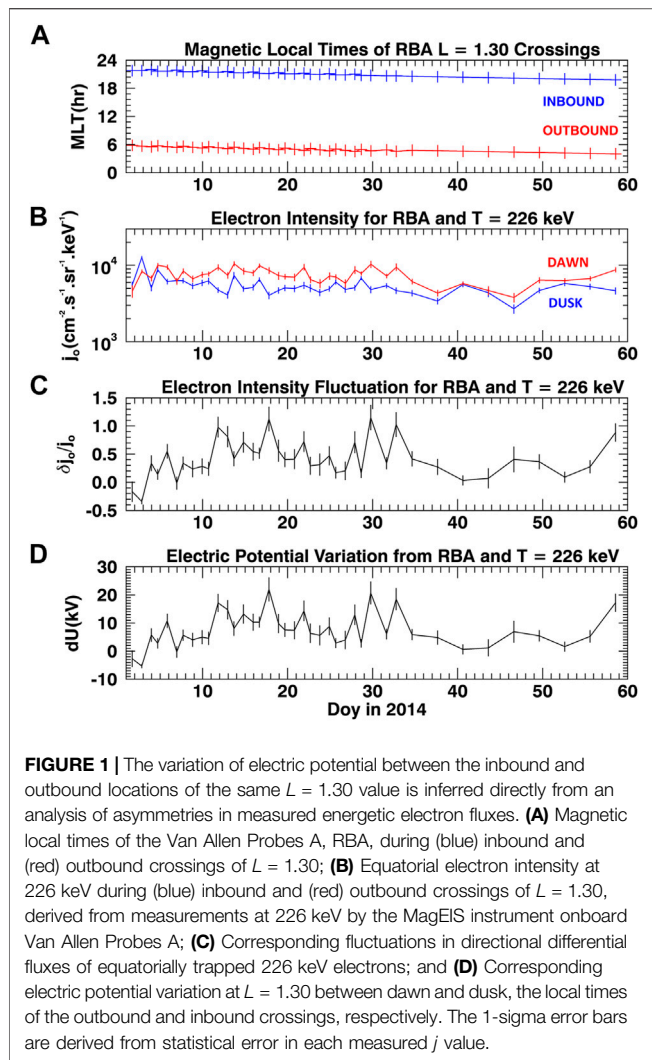 A
Magnetic Local Times of RBA L = 1.30 Crossings
24
18
12
6
0
MLT(hr)
INBOUND
OUTBOUND
10 20 30 40 50 60
B
Electron Intensity for RBA and T = 226 keV
10⁴
10³
jₒ(cm⁻².s⁻¹.sr⁻¹.keV⁻¹)
DAWN
DUSK
10 20 30 40 50 60
C
Electron Intensity Fluctuation for RBA and T = 226 keV
1.5
1.0
0.5
0.0
-0.5
δjₒ/jₒ
10 20 30 40 50 60
D
Electric Potential Variation from RBA and T = 226 keV
30
20
10
0
-10
dU(kV)
10 20 30 40 50 60
Doy in 2014
FIGURE 1 | The variation of electric potential between the inbound and
outbound locations of the same L = 1.30 value is inferred directly from an
analysis of asymmetries in measured energetic electron fluxes. (A) Magnetic
local times of the Van Allen Probes A, RBA, during (blue) inbound and
(red) outbound crossings of L = 1.30; (B) Equatorial electron intensity at
226 keV during (blue) inbound and (red) outbound crossings of L = 1.30,
derived from measurements at 226 keV by the MagEIS instrument onboard
Van Allen Probes A; (C) Corresponding fluctuations in directional differential
fluxes of equatorially trapped 226 keV electrons; and (D) Corresponding
electric potential variation at L = 1.30 between dawn and dusk, the local times
of the outbound and inbound crossings, respectively. The 1-sigma error bars
are derived from statistical error in each measured j value.